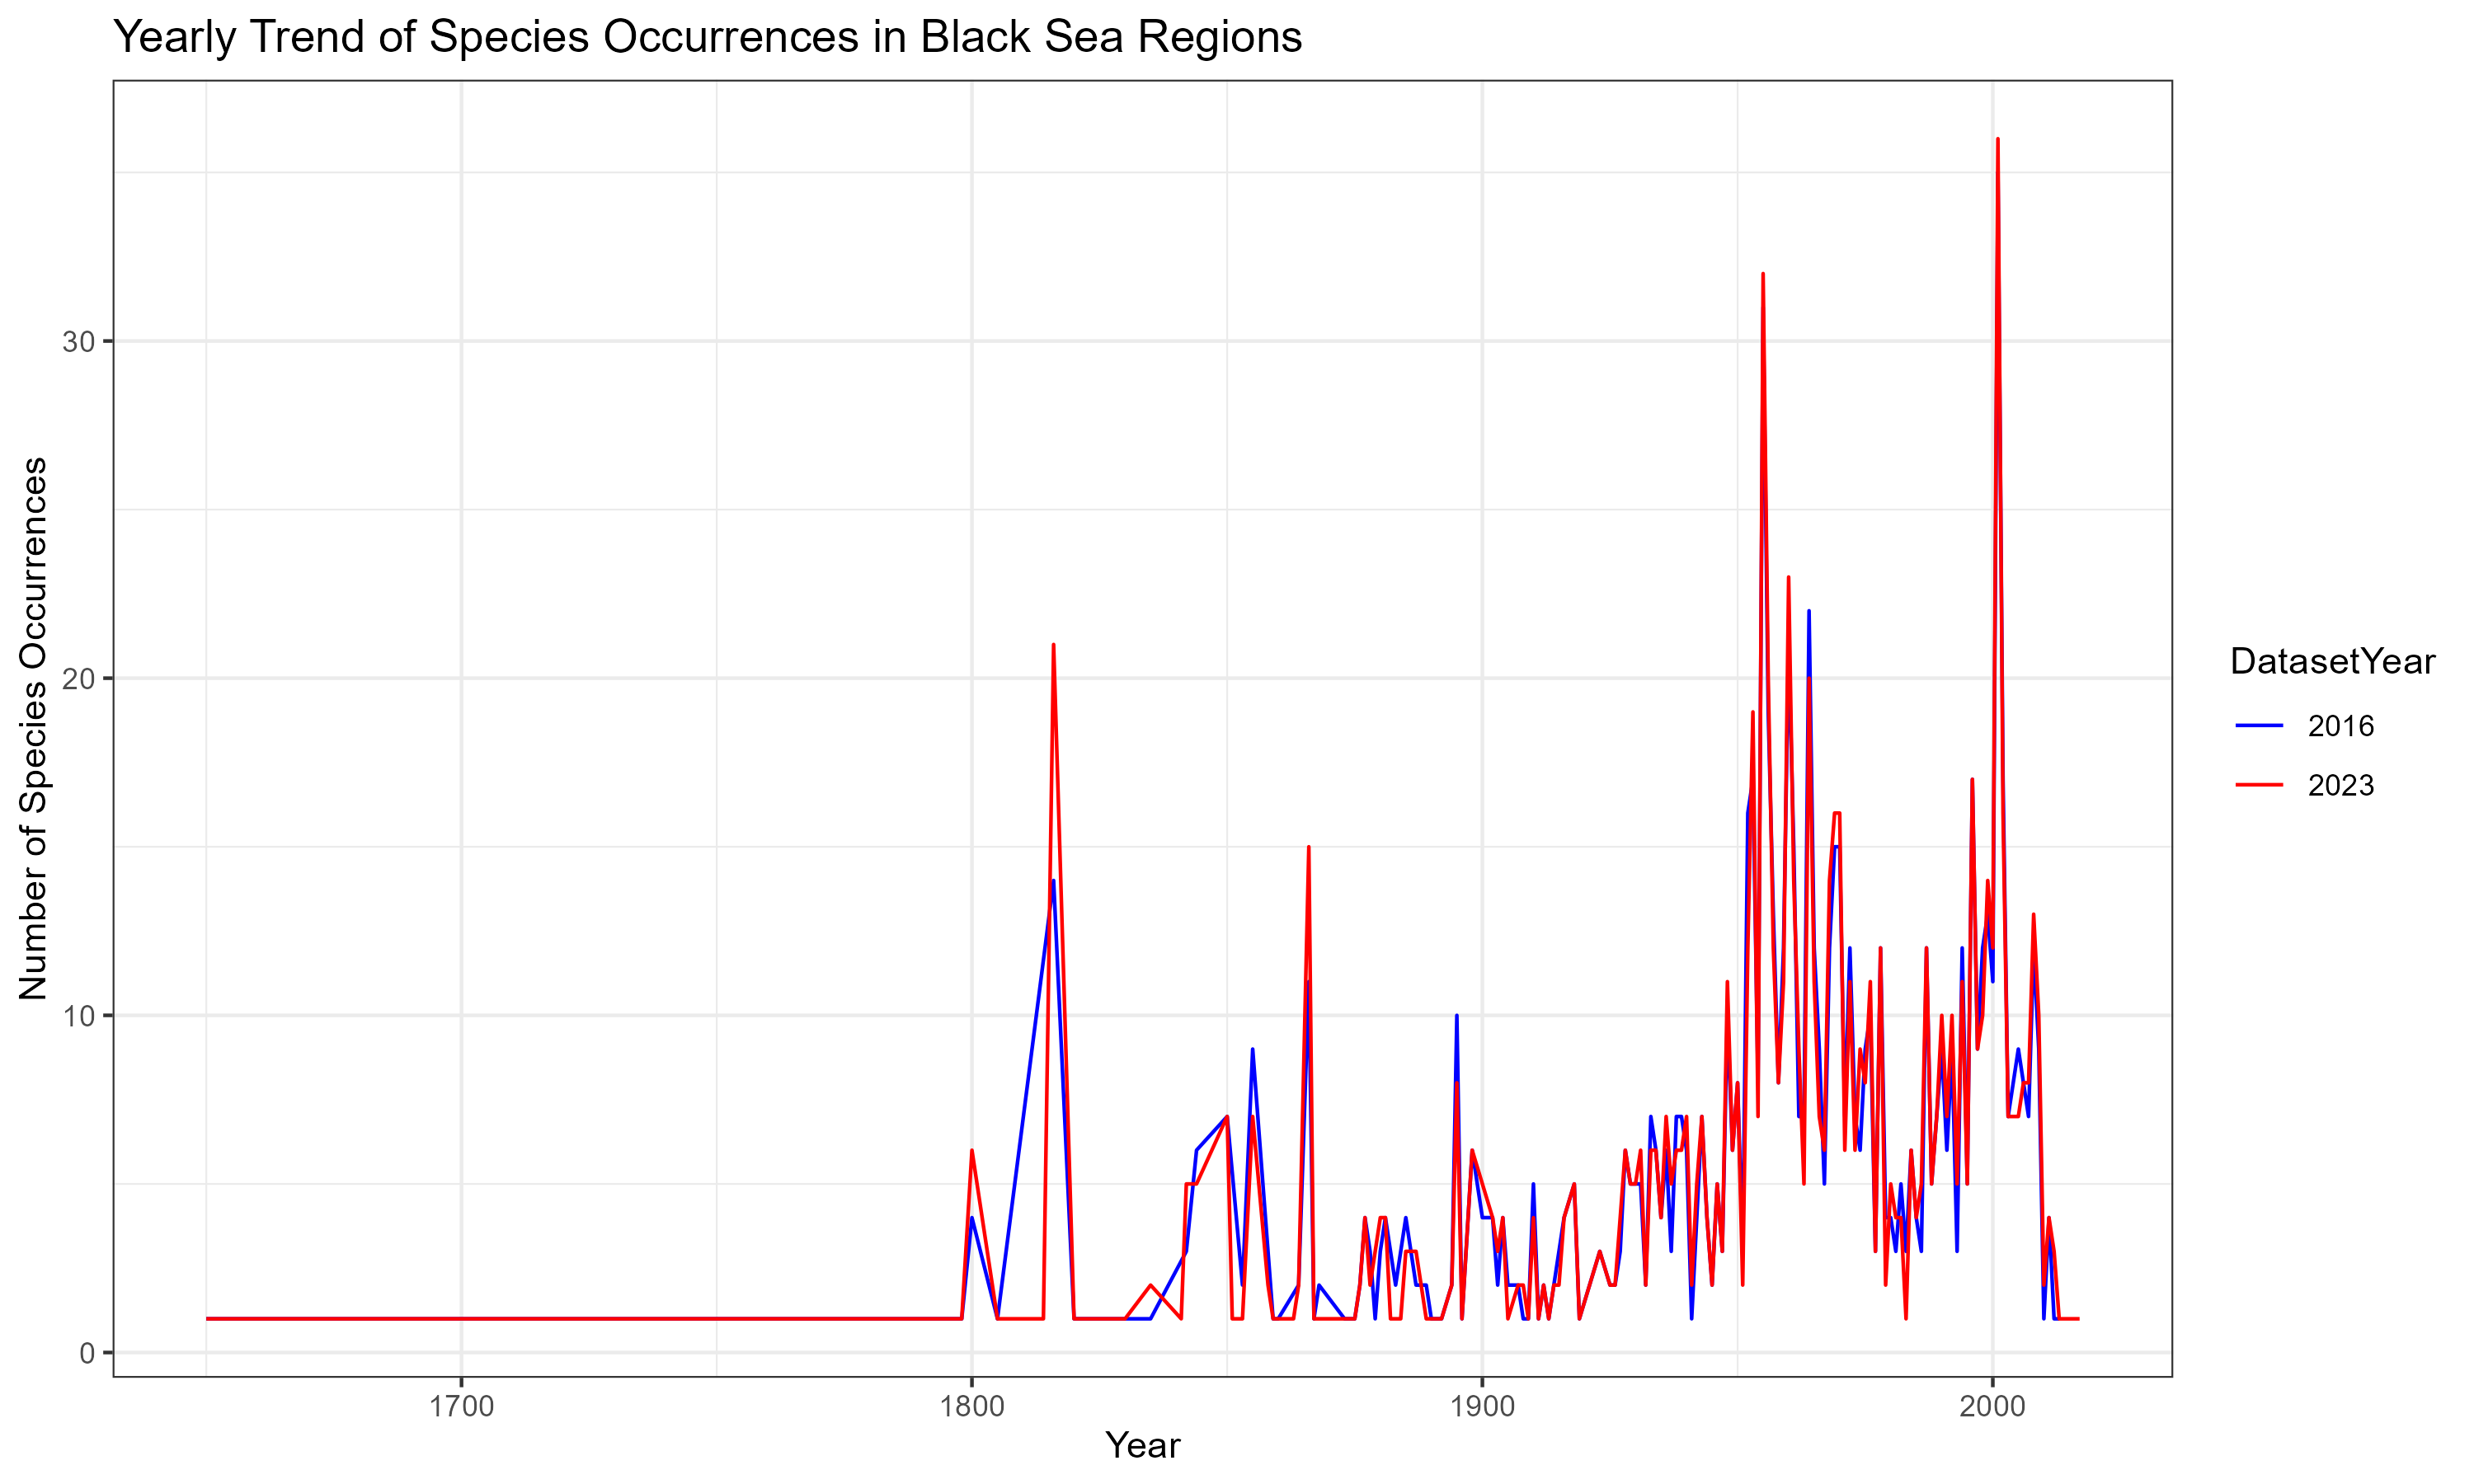 Yearly Trend of Species Occurrences in Black Sea Regions
Number of Species Occurrences
30
20
10
0
1700
1800
1900
2000
Year
DatasetYear
2016
2023